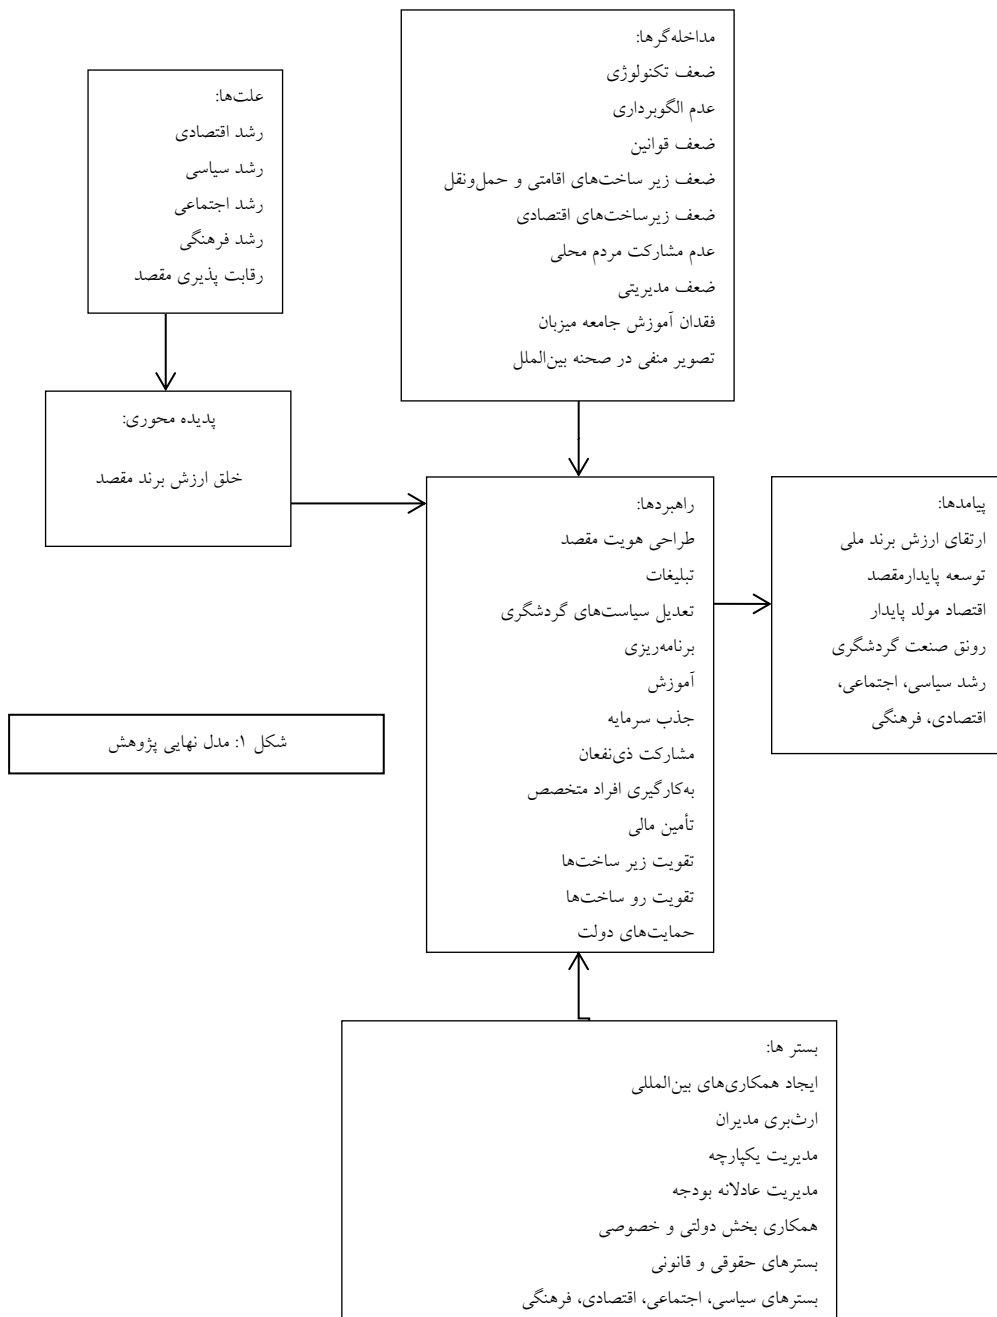 مداخله‌گرها:
ضعف تکنولوژی
عدم الگوبرداری
ضعف قوانین
ضعف زیر ساخت‌های اقامتی و حمل‌ونقل
ضعف زیرساخت‌های اقتصادی
عدم مشارکت مردم محلی
ضعف مدیریتی
فقدان آموزش جامعه میزبان
تصویر منفی در صحنه بین‌الملل
علت‌ها:
رشد اقتصادی
رشد سیاسی
رشد اجتماعی
رشد فرهنگی
رقابت پذیری مقصد
پدیده محوری:
خلق ارزش برند مقصد
راهبردها:
طراحی هویت مقصد
تبلیغات
تعدیل سیاست‌های گردشگری
برنامه‌ریزی
آموزش
جذب سرمایه
مشارکت ذی‌نفعان
به‌کارگیری افراد متخصص
تأمین مالی
تقویت زیر ساخت‌ها
تقویت رو ساخت‌ها
حمایت‌های دولت
پیامدها:
ارتقای ارزش برند ملی
توسعه پایدارمقصد
اقتصاد مولد پایدار
رونق صنعت گردشگری
رشد سیاسی، اجتماعی،
اقتصادی، فرهنگی
شکل ۱: مدل نهایی پژوهش
بستر ها:
ایجاد همکاری‌های بین‌المللی
ارث‌بری مدیران
مدیریت یکپارچه
مدیریت عادلانه بودجه
همکاری بخش دولتی و خصوصی
بسترهای حقوقی و قانونی
بسترهای سیاسی، اجتماعی، اقتصادی، فرهنگی